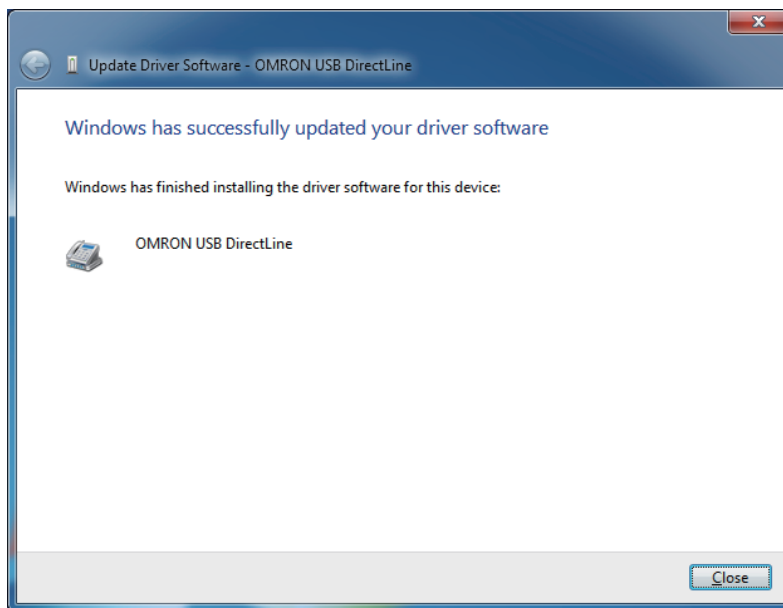 Update Driver Software - OMRON USB DirectLine
Windows has successfully updated your driver software
Windows has finished installing the driver software for this device:
OMRON USB DirectLine
Close